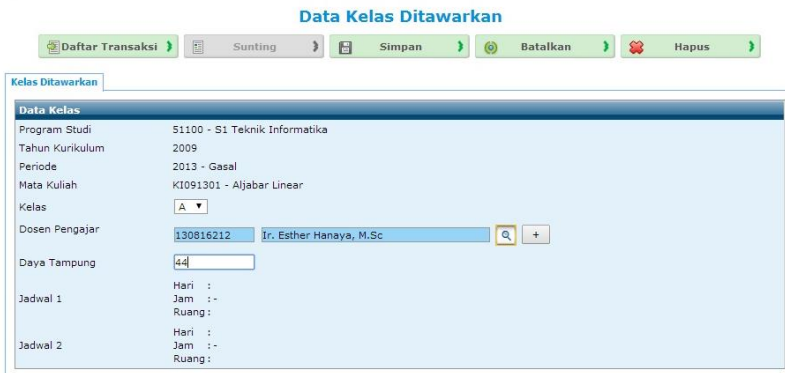 Data Kelas Ditawarkan
Daftar Transaksi Sunting Simpan Batalkan Hapus
Kelas Ditawarkan
Data Kelas
Program Studi 51100 - S1 Teknik Informatika
Tahun Kurikulum 2009
Periode 2013 - Gasal
Mata Kuliah KI091301 - Aljabar Linear
Kelas A
Dosen Pengajar 130816212 Ir. Esther Hanaya, M.Sc +
Daya Tampung 44
Hari :
Jadwal 1 Jam : -
Ruang :
Hari :
Jadwal 2 Jam : -
Ruang :